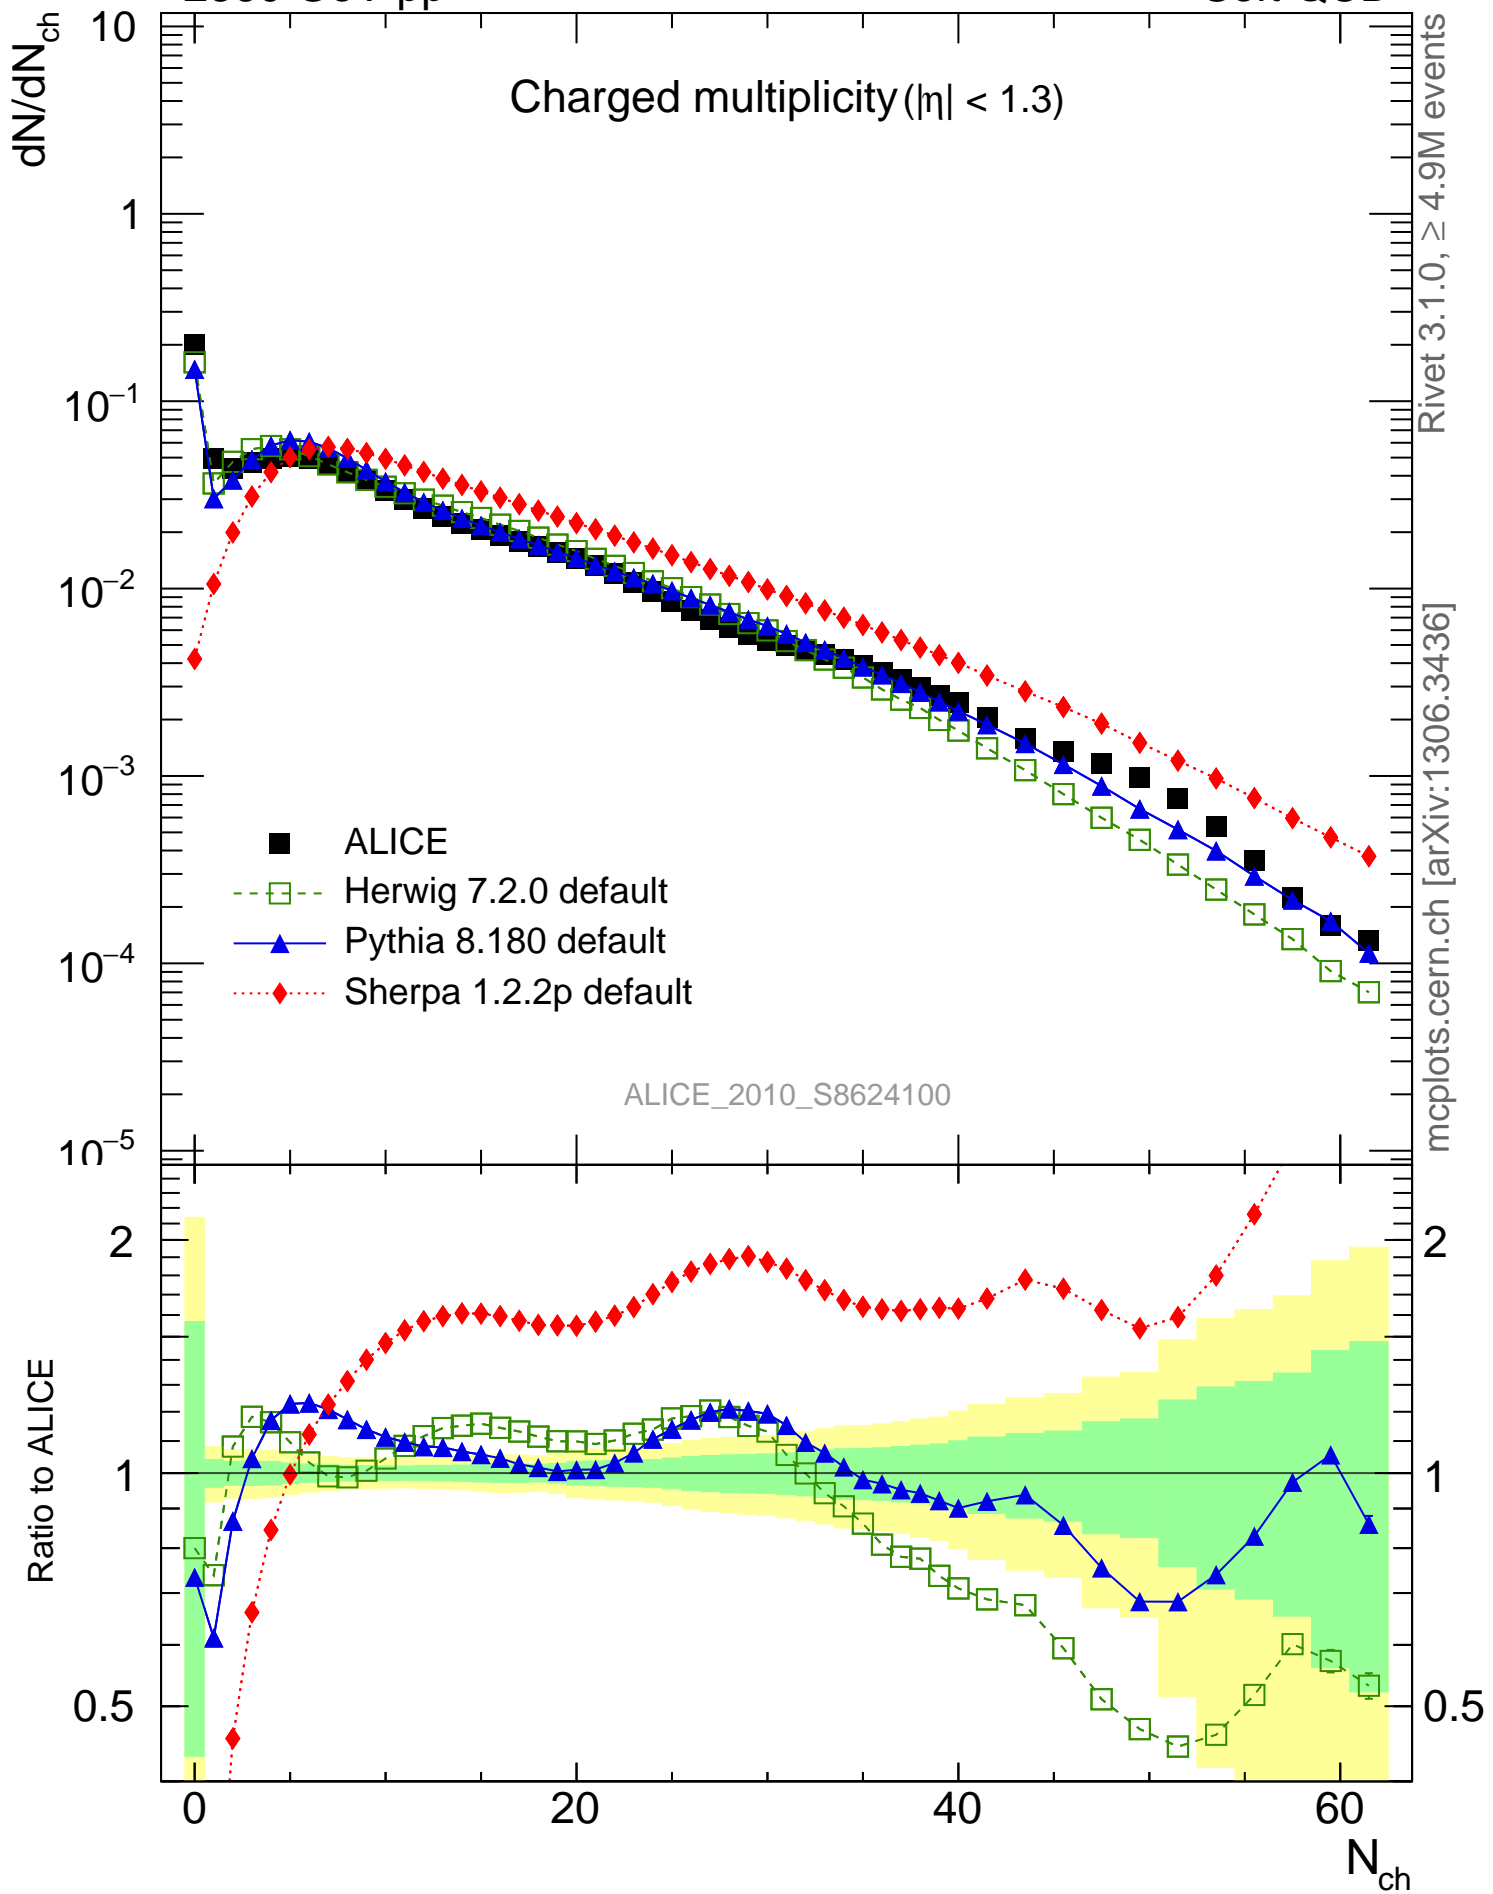 dN/dN_ch
Charged multiplicity (|η| < 1.3)
10
1
10⁻¹
10⁻²
10⁻³
10⁻⁴
10⁻⁵
ALICE
Herwig 7.2.0 default
Pythia 8.180 default
Sherpa 1.2.2p default
ALICE_2010_S8624100
Rivet 3.1.0, ≥ 4.9M events
mcplots.cern.ch [arXiv:1306.3436]
Ratio to ALICE
2
1
0.5
2
1
0.5
0
20
40
60
N_ch